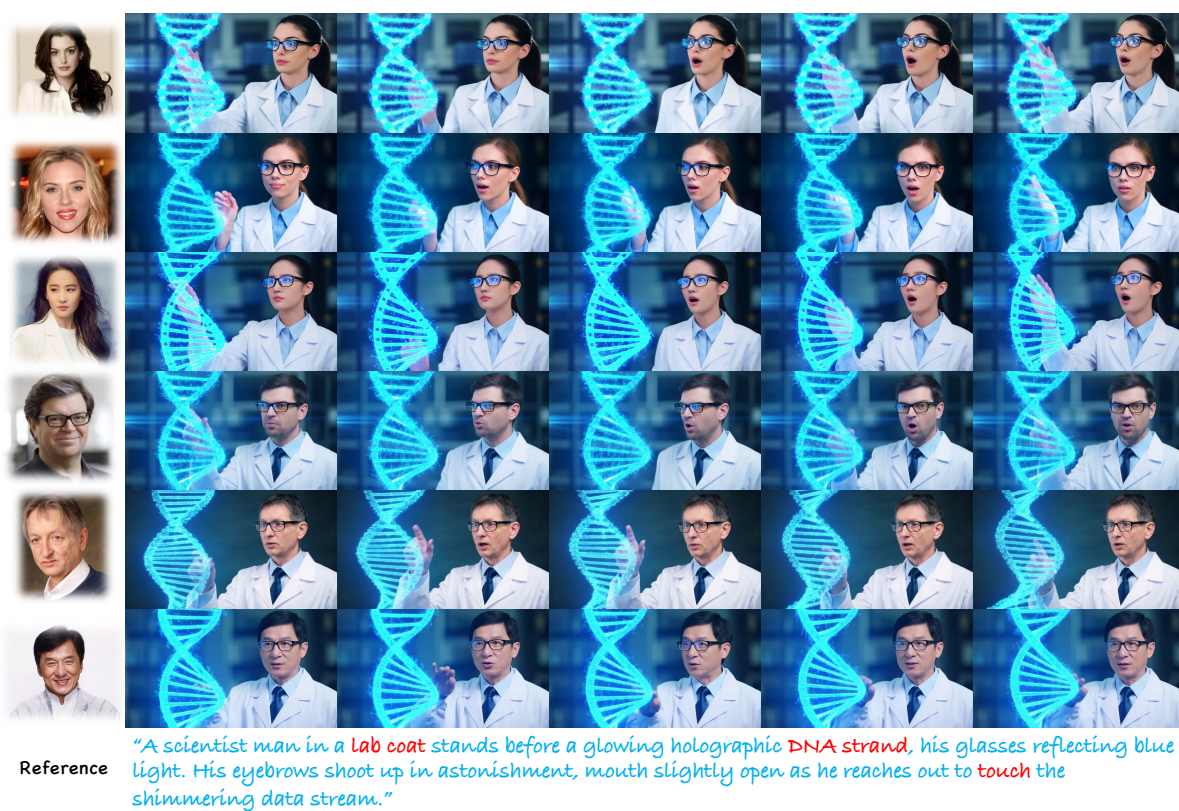 "A scientist man in a lab coat stands before a glowing holographic DNA strand, his glasses reflecting blue
light. His eyebrows shoot up in astonishment, mouth slightly open as he reaches out to touch the
shimmering data stream."
Reference